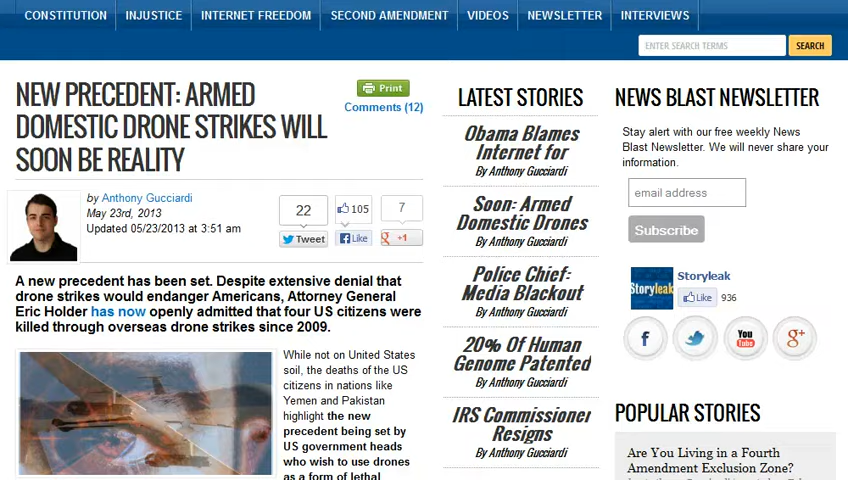 CONSTITUTION
INJUSTICE
INTERNET FREEDOM
SECOND AMENDMENT
VIDEOS
NEWSLETTER
INTERVIEWS
ENTER SEARCH TERMS
SEARCH
NEW PRECEDENT: ARMED
DOMESTIC DRONE STRIKES WILL
SOON BE REALITY
Print
Comments (12)
by Anthony Gucciardi
May 23rd, 2013
Updated 05/23/2013 at 3:51 am
22
Tweet
105
Like
7
+1
A new precedent has been set. Despite extensive denial that
drone strikes would endanger Americans, Attorney General
Eric Holder has now openly admitted that four US citizens were
killed through overseas drone strikes since 2009.
While not on United States
soil, the deaths of the US
citizens in nations like
Yemen and Pakistan
highlight the new
precedent being set by
US government heads
who wish to use drones
as a form of lethal
LATEST STORIES
Obama Blames
Internet for
By Anthony Gucciardi
Soon: Armed
Domestic Drones
By Anthony Gucciardi
Police Chief:
Media Blackout
By Anthony Gucciardi
20% Of Human
Genome Patented
By Anthony Gucciardi
IRS Commissioner
Resigns
By Anthony Gucciardi
NEWS BLAST NEWSLETTER
Stay alert with our free weekly News
Blast Newsletter. We will never share your
information.
email address
Subscribe
Storyleak
Storyleak
Like
936
You
Tube
POPULAR STORIES
Are You Living in a Fourth
Amendment Exclusion Zone?